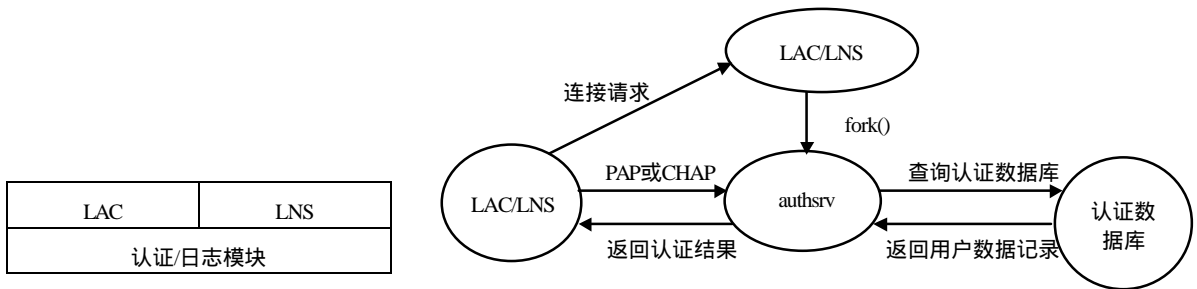 LAC/LNS
连接请求
fork()
PAP或CHAP
查询认证数据库
LAC
LNS
LAC/LNS
authsrv
认证数
据库
认证/日志模块
返回认证结果
返回用户数据记录